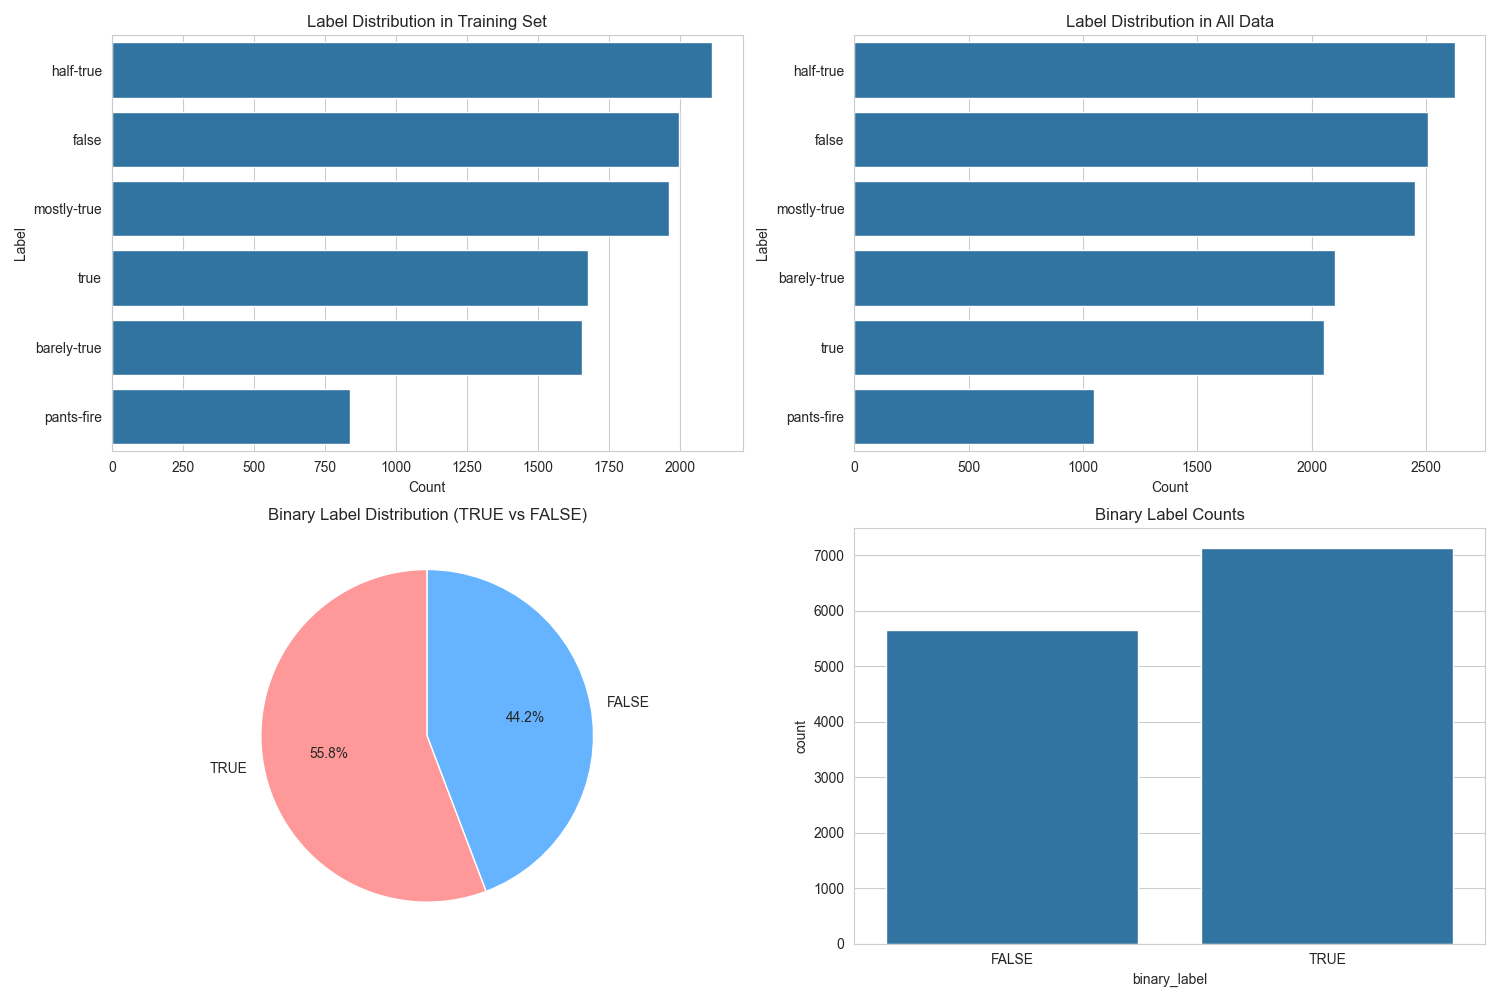 Label Distribution in Training Set
Label
half-true
false
mostly-true
true
barely-true
pants-fire
0 250 500 750 1000 1250 1500 1750 2000
Count
Label Distribution in All Data
Label
half-true
false
mostly-true
barely-true
true
pants-fire
0 500 1000 1500 2000 2500
Count
Binary Label Distribution (TRUE vs FALSE)
44.2%
FALSE
55.8%
TRUE
Binary Label Counts
count
7000
6000
5000
4000
3000
2000
1000
0
FALSE TRUE
binary_label